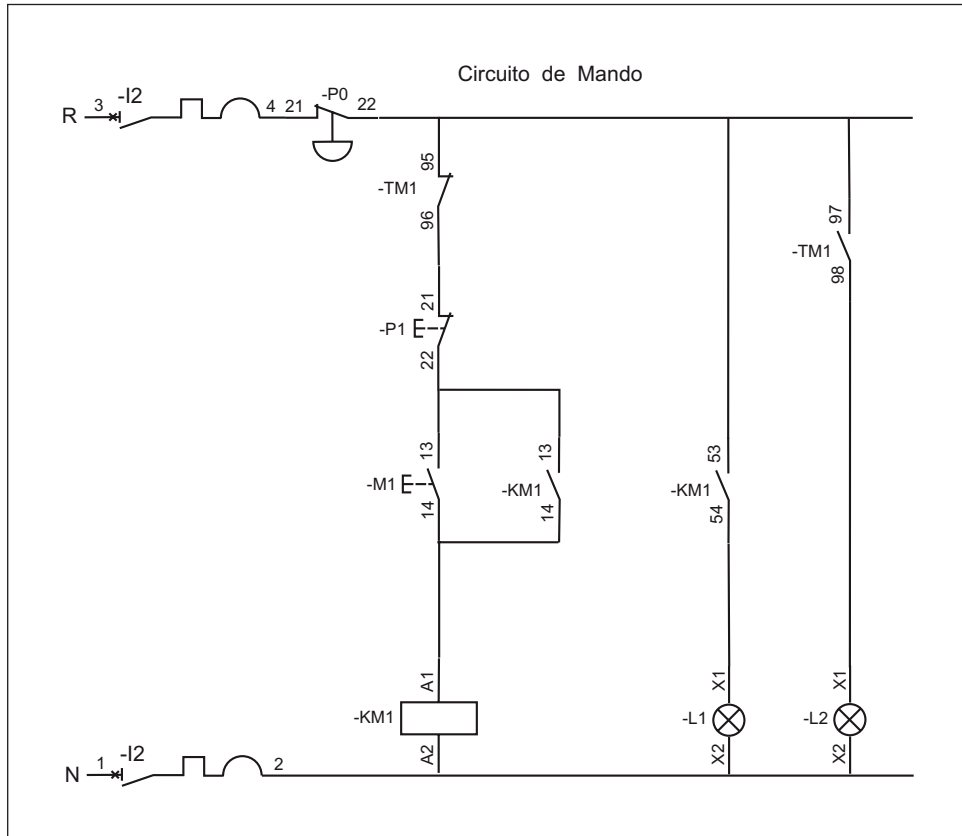 Circuito de Mando
R 3 -I2 4 21 -P0 22
95
-TM1
96
97
-TM1
98
21
-P1
22
13
-M1
14
13
-KM1
14
53
-KM1
54
A1
-KM1
A2
X1
-L1
X2
X1
-L2
X2
N 1 -I2 2